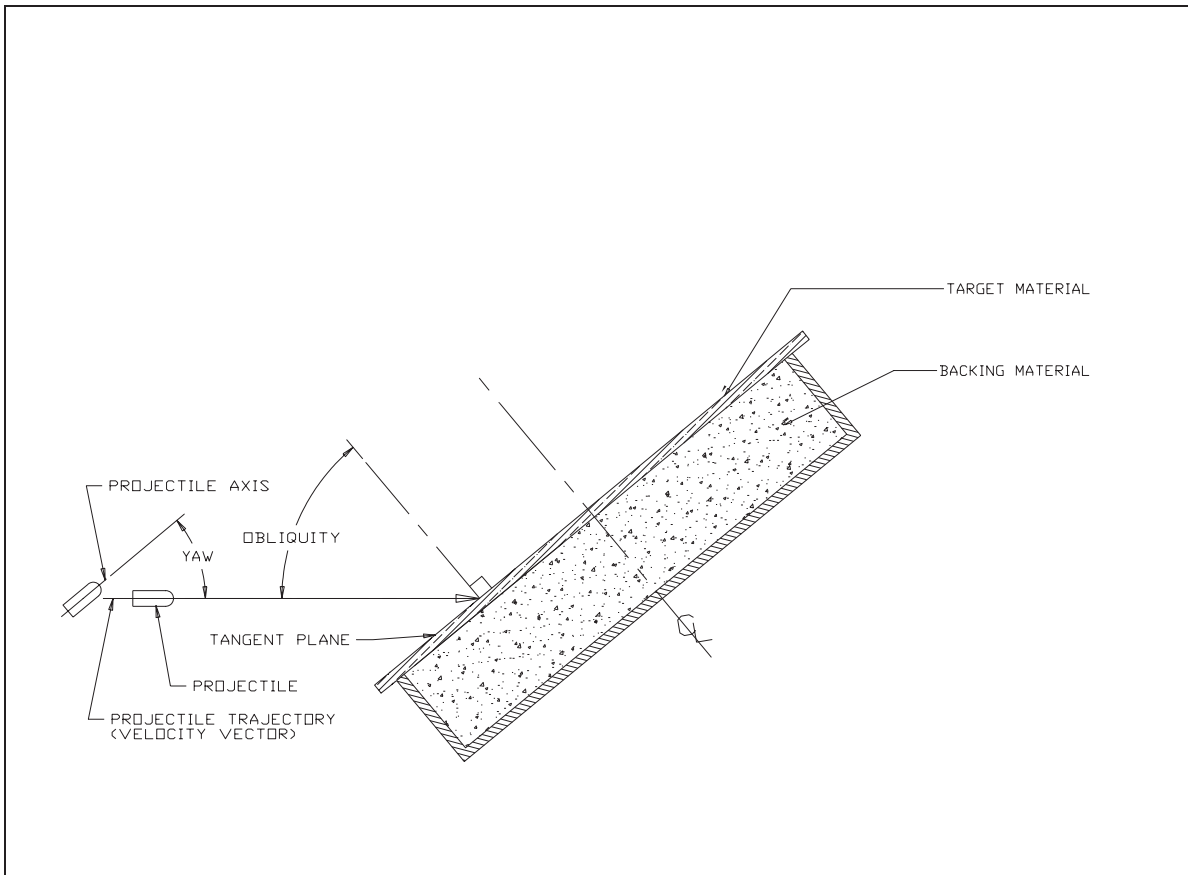 TARGET MATERIAL
BACKING MATERIAL
PROJECTILE AXIS
OBLIQUITY
YAW
TANGENT PLANE
PROJECTILE
PROJECTILE TRAJECTORY
(VELOCITY VECTOR)